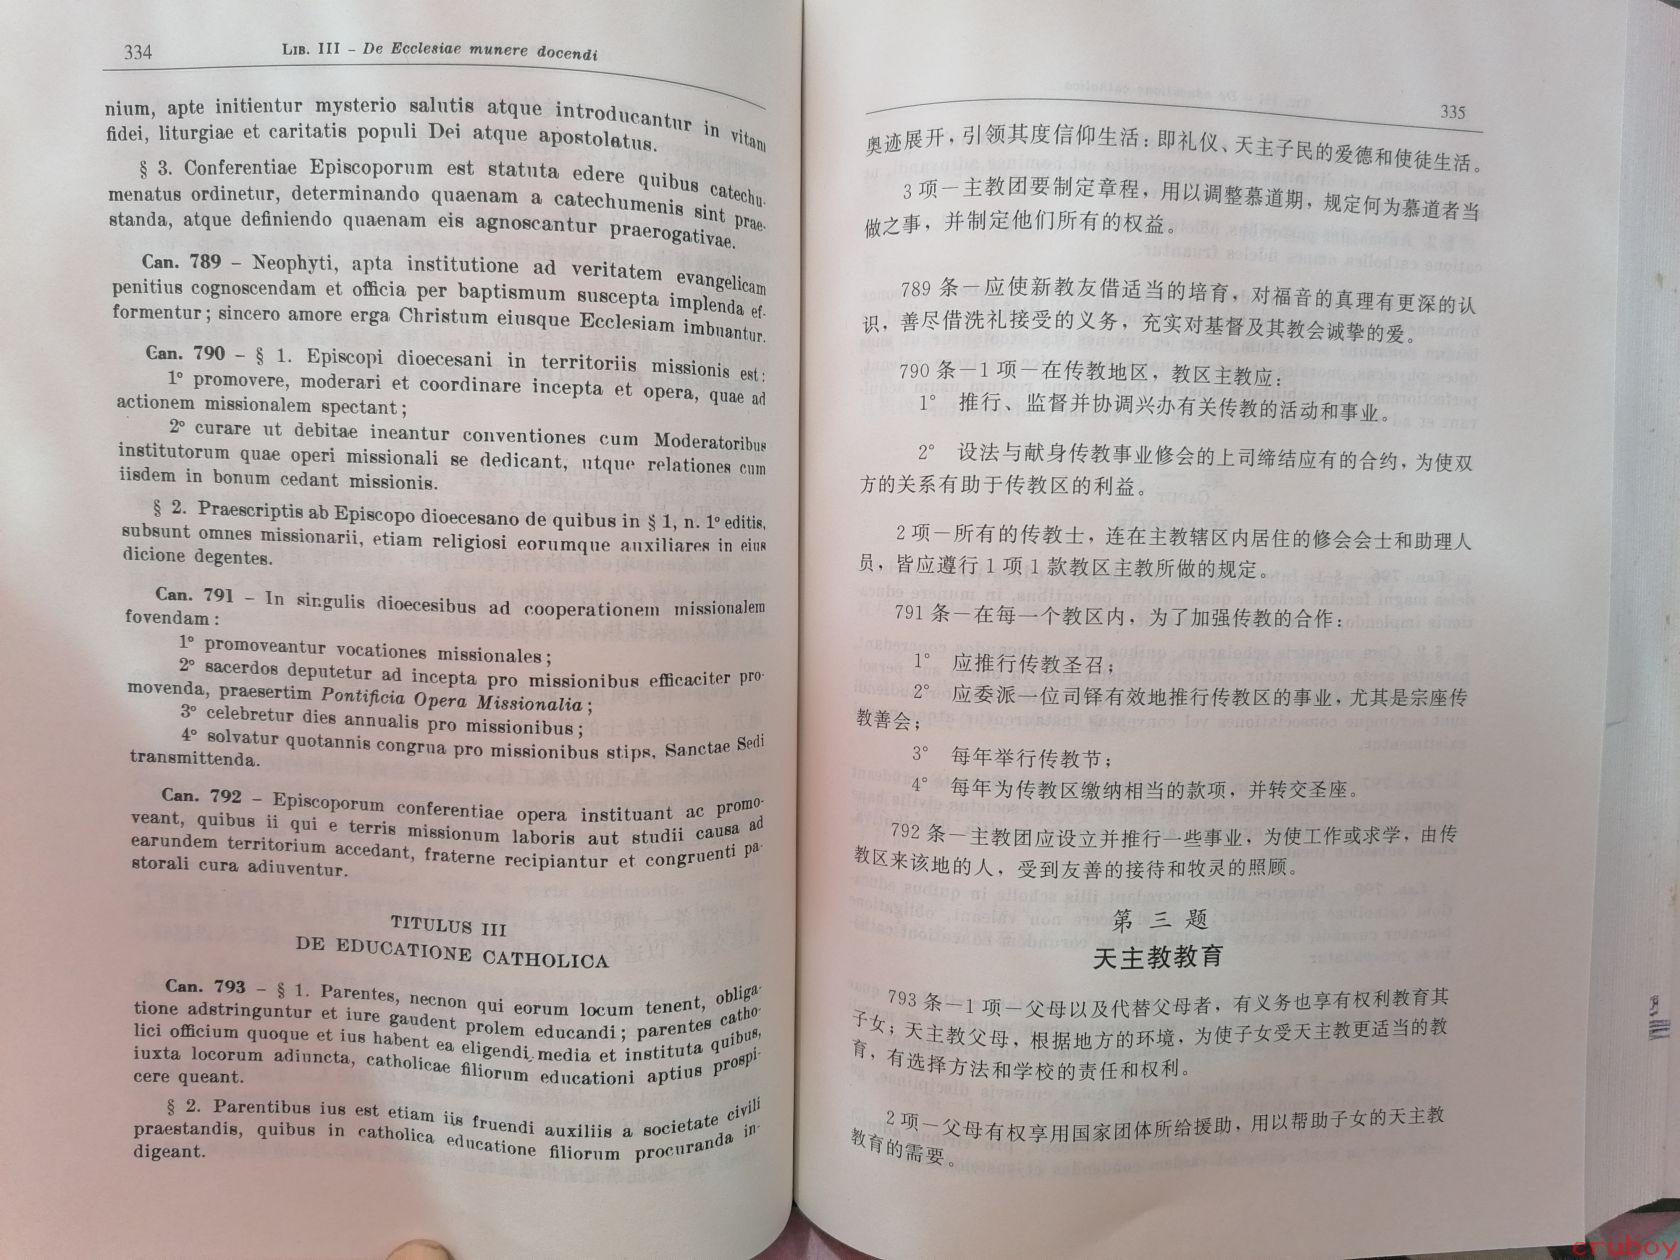 334
LIB. III – De Ecclesiae munere docendi
nium, apte initientur mysterio salutis atque introducantur in vitam
fidei, liturgiae et caritatis populi Dei atque apostolatus.
§ 3. Conferentiae Episcoporum est statuta edere quibus catechu-
menatus ordinetur, determinando quaenam a catechumenis sint prae-
standa, atque definiendo quaenam eis agnoscantur praerogativae.
Can. 789 – Neophyti, apta institutione ad veritatem evangelicam
penitius cognoscendam et officia per baptismum suscepta implenda ef-
formentur; sincero amore erga Christum eiusque Ecclesiam imbuantur.
Can. 790 – § 1. Episcopi dioecesani in territoriis missionis est:
1° promovere, moderari et coordinare incepta et opera, quae ad
actionem missionalem spectant;
2° curare ut debitae ineantur conventiones cum Moderatoribus
institutorum quae operi missionali se dedicant, utque relationes cum
iisdem in bonum cedant missionis.
§ 2. Praescriptis ab Episcopo dioecesano de quibus in § 1, n. 1° editis,
subsunt omnes missionarii, etiam religiosi eorumque auxiliares in eius
dicione degentes.
Can. 791 – In singulis dioecesibus ad cooperationem missionalem
fovendam:
1° promoveantur vocationes missionales;
2° sacerdos deputetur ad incepta pro missionibus efficaciter pro-
movenda, praesertim Pontificia Opera Missionalia;
3° celebretur dies annualis pro missionibus;
4° solvatur quotannis congrua pro missionibus stips, Sanctae Sedi
transmittenda.
Can. 792 – Episcoporum conferentiae opera instituant ac promo-
veant, quibus ii qui e terris missionum laboris aut studii causa ad
earundem territorium accedant, fraterne recipiantur et congruenti pa-
storali cura adiuventur.
TITULUS III
DE EDUCATIONE CATHOLICA
Can. 793 – § 1. Parentes, necnon qui eorum locum tenent, obliga-
tione adstringuntur et iure gaudent prolem educandi; parentes catho-
lici officium quoque et ius habent ea eligendi media et instituta quibus,
iuxta locorum adiuncta, catholicae filiorum educationi aptius prospi-
cere queant.
§ 2. Parentibus ius est etiam iis fruendi auxiliis a societate civili
praestandis, quibus in catholica educatione filiorum procuranda in-
digeant.
335
奥迹展开，引领其度信仰生活：即礼仪、天主子民的爱德和使徒生活。
3 项－主教团要制定章程，用以调整慕道期，规定何为慕道者当
做之事，并制定他们所有的权益。
789 条－应使新教友借适当的培育，对福音的真理有更深的认
识，善尽借洗礼接受的义务，充实对基督及其教会诚挚的爱。
790 条－1 项－在传教地区，教区主教应：
1° 推行、监督并协调兴办有关传教的活动和事业。
2° 设法与献身传教事业修会的上司缔结应有的合约，为使双
方的关系有助于传教区的利益。
2 项－所有的传教士，连在主教辖区内居住的修会会士和助理人
员，皆应遵行 1 项 1 款教区主教所做的规定。
791 条－在每一个教区内，为了加强传教的合作：
1° 应推行传教圣召；
2° 应委派一位司铎有效地推行传教区的事业，尤其是宗座传
教善会；
3° 每年举行传教节；
4° 每年为传教区缴纳相当的款项，并转交圣座。
792 条－主教团应设立并推行一些事业，为使工作或求学，由传
教区来该地的人，受到友善的接待和牧灵的照顾。
第 三 题
天主教教育
793 条－1 项－父母以及代替父母者，有义务也享有权利教育其
子女；天主教父母，根据地方的环境，为使子女受天主教更适当的教
育，有选择方法和学校的责任和权利。
2 项－父母有权享用国家团体所给援助，用以帮助子女的天主教
教育的需要。
cruboy